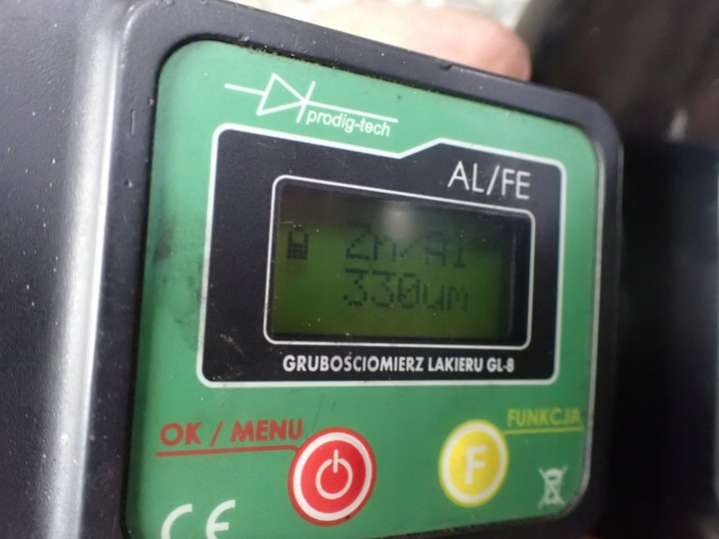 prodig-tech
AL/FE
Zn/Al
330um
GRUBOŚCIOMIERZ LAKIERU GL-8
OK / MENU
FUNKCJA
F
CE